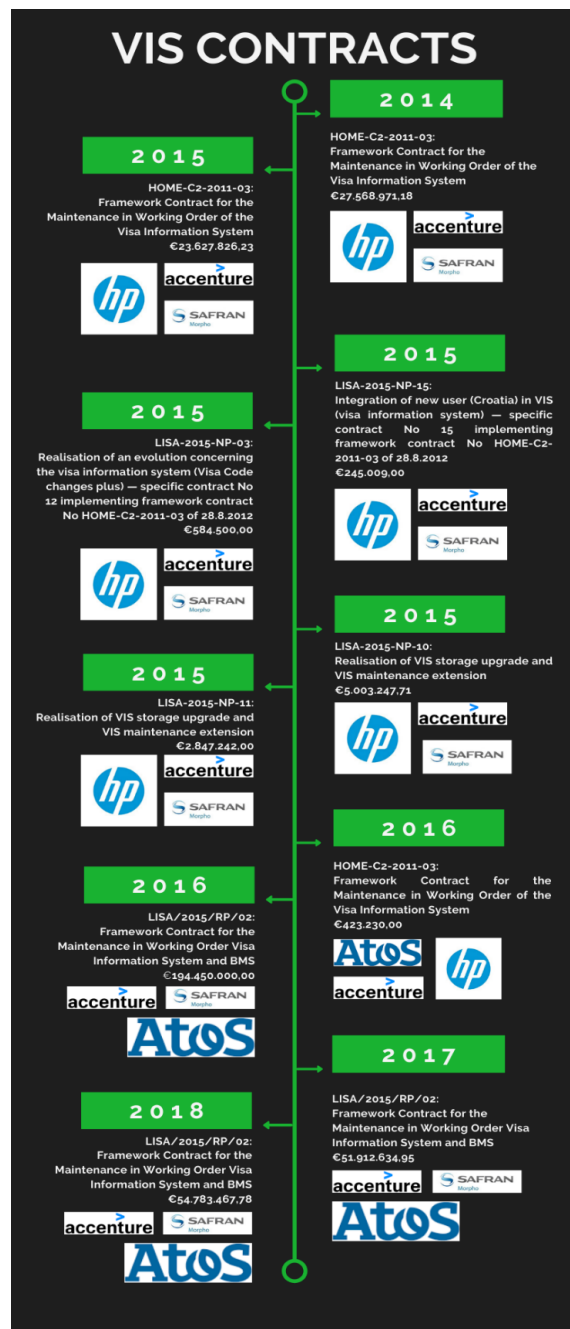 VIS CONTRACTS
2014
HOME-C2-2011-03:
Framework Contract for the
Maintenance in Working Order of the
Visa Information System
€27.568.971,18
hp
accenture
SAFRAN
Morpho
2015
HOME-C2-2011-03:
Framework Contract for the
Maintenance in Working Order of the
Visa Information System
€23.627.826,23
hp
accenture
SAFRAN
Morpho
2015
LISA-2015-NP-15:
Integration of new user (Croatia) in VIS
(visa information system) — specific
contract No 15 implementing
framework contract No HOME-C2-
2011-03 of 28.8.2012
€245.009,00
hp
accenture
SAFRAN
Morpho
2015
LISA-2015-NP-03:
Realisation of an evolution concerning
the visa information system (Visa Code
changes plus) — specific contract No
12 implementing framework contract
No HOME-C2-2011-03 of 28.8.2012
€584.500,00
hp
accenture
SAFRAN
Morpho
2015
LISA-2015-NP-10:
Realisation of VIS storage upgrade and
VIS maintenance extension
€5.003.247,71
hp
accenture
SAFRAN
Morpho
2015
LISA-2015-NP-11:
Realisation of VIS storage upgrade and
VIS maintenance extension
€2.847.242,00
hp
accenture
SAFRAN
Morpho
2016
HOME-C2-2011-03:
Framework Contract for the
Maintenance in Working Order of the
Visa Information System
€423.230,00
Atos
accenture
hp
2016
LISA/2015/RP/02:
Framework Contract for the
Maintenance in Working Order Visa
Information System and BMS
€194.450.000,00
accenture
SAFRAN
Morpho
Atos
2017
LISA/2015/RP/02:
Framework Contract for the
Maintenance in Working Order Visa
Information System and BMS
€51.912.634,95
accenture
SAFRAN
Morpho
Atos
2018
LISA/2015/RP/02:
Framework Contract for the
Maintenance in Working Order Visa
Information System and BMS
€54.783.467,78
accenture
SAFRAN
Morpho
Atos